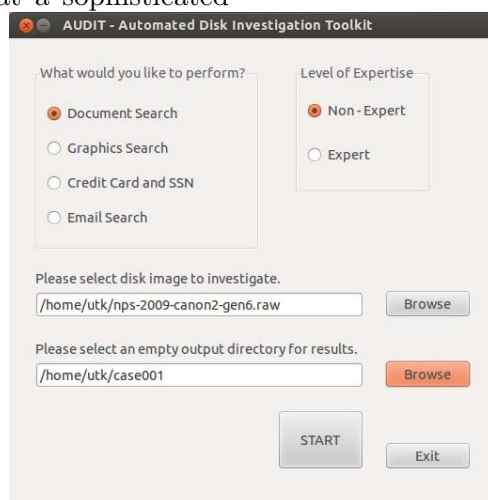 at a sophisticated
AUDIT - Automated Disk Investigation Toolkit
What would you like to perform?
Document Search
Graphics Search
Credit Card and SSN
Email Search
Level of Expertise
Non - Expert
Expert
Please select disk image to investigate.
/home/utk/nps-2009-canon2-gen6.raw
Browse
Please select an empty output directory for results.
/home/utk/case001
Browse
START
Exit